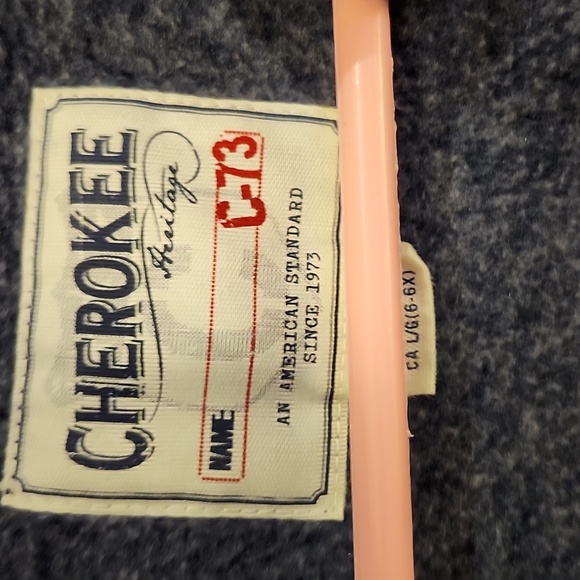 CHEROKEE
Heritage
NAME: C-73
AN AMERICAN STANDARD
SINCE 1973
CA L/G(6-6X)